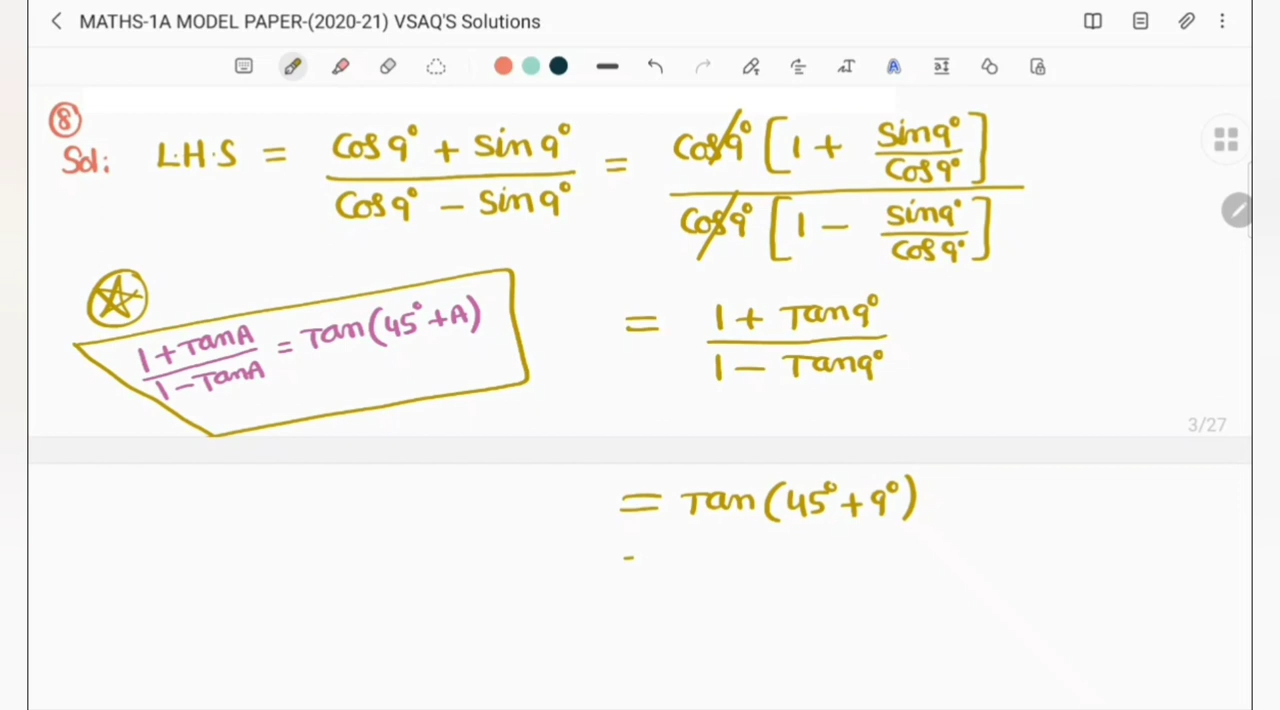 MATHS-1A MODEL PAPER-(2020-21) VSAQ'S Solutions
8
Sol: L.H.S = (Cos 9° + Sin 9°)/(Cos 9° - Sin 9°) = (Cos 9° [1 + Sin 9°/Cos 9°])/(Cos 9° [1 - Sin 9°/Cos 9°])
(1 + Tan A)/(1 - Tan A) = Tan (45° + A)
= (1 + Tan 9°)/(1 - Tan 9°)
3/27
= Tan (45° + 9°)